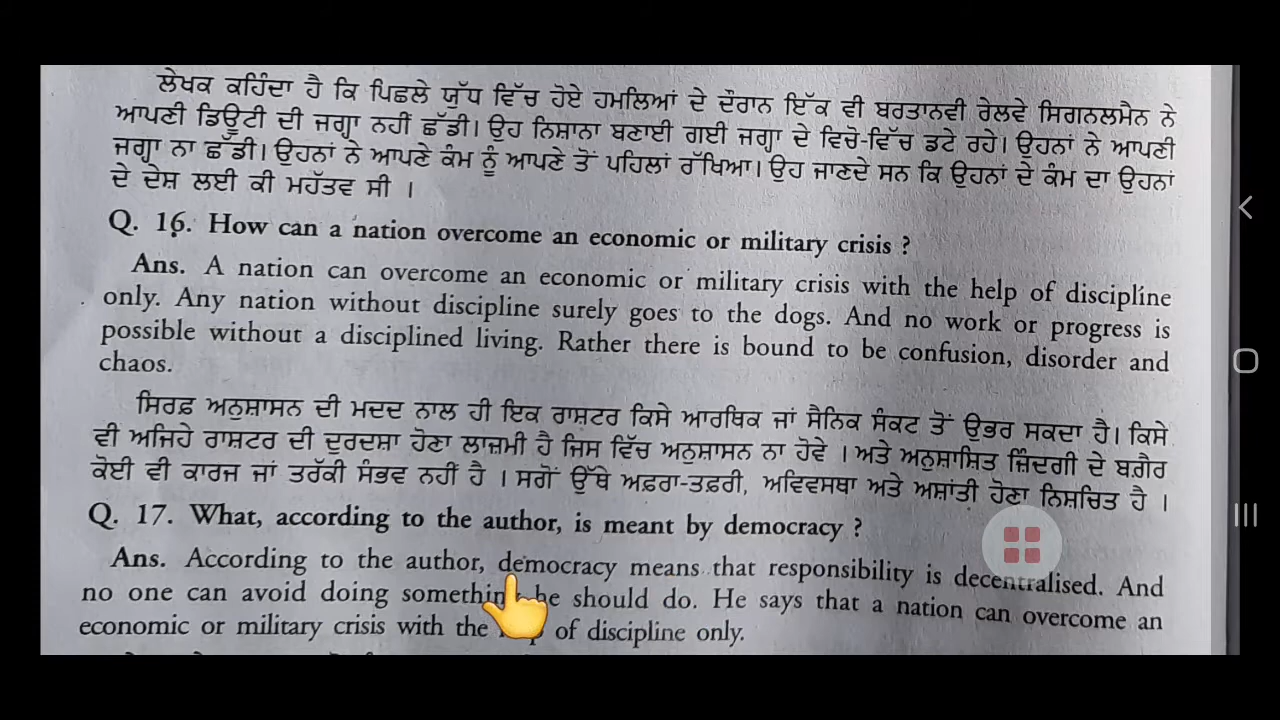 ਲੇਖਕ ਕਹਿੰਦਾ ਹੈ ਕਿ ਪਿਛਲੇ ਯੁੱਧ ਵਿੱਚ ਹੋਏ ਹਮਲਿਆਂ ਦੇ ਦੌਰਾਨ ਇੱਕ ਵੀ ਬਰਤਾਨਵੀ ਰੇਲਵੇ ਸਿਗਨਲਮੈਨ ਨੇ
ਆਪਣੀ ਡਿਊਟੀ ਦੀ ਜਗ੍ਹਾ ਨਹੀਂ ਛੱਡੀ। ਉਹ ਨਿਸ਼ਾਨਾ ਬਣਾਈ ਗਈ ਜਗ੍ਹਾ ਦੇ ਵਿਚੋ-ਵਿੱਚ ਡਟੇ ਰਹੇ। ਉਹਨਾਂ ਨੇ ਆਪਣੀ
ਜਗ੍ਹਾ ਨਾ ਛੱਡੀ। ਉਹਨਾਂ ਨੇ ਆਪਣੇ ਕੰਮ ਨੂੰ ਆਪਣੇ ਤੋਂ ਪਹਿਲਾਂ ਰੱਖਿਆ। ਉਹ ਜਾਣਦੇ ਸਨ ਕਿ ਉਹਨਾਂ ਦੇ ਕੰਮ ਦਾ ਉਹਨਾਂ
ਦੇ ਦੇਸ਼ ਲਈ ਕੀ ਮਹੱਤਵ ਸੀ ।
Q. 16. How can a nation overcome an economic or military crisis ?
Ans. A nation can overcome an economic or military crisis with the help of discipline
only. Any nation without discipline surely goes to the dogs. And no work or progress is
possible without a disciplined living. Rather there is bound to be confusion, disorder and
chaos.
ਸਿਰਫ਼ ਅਨੁਸ਼ਾਸਨ ਦੀ ਮਦਦ ਨਾਲ ਹੀ ਇਕ ਰਾਸ਼ਟਰ ਕਿਸੇ ਆਰਥਿਕ ਜਾਂ ਸੈਨਿਕ ਸੰਕਟ ਤੋਂ ਉਭਰ ਸਕਦਾ ਹੈ। ਕਿਸੇ
ਵੀ ਅਜਿਹੇ ਰਾਸ਼ਟਰ ਦੀ ਦੁਰਦਸ਼ਾ ਹੋਣਾ ਲਾਜ਼ਮੀ ਹੈ ਜਿਸ ਵਿੱਚ ਅਨੁਸ਼ਾਸਨ ਨਾ ਹੋਵੇ । ਅਤੇ ਅਨੁਸ਼ਾਸ਼ਿਤ ਜ਼ਿੰਦਗੀ ਦੇ ਬਗ਼ੈਰ
ਕੋਈ ਵੀ ਕਾਰਜ ਜਾਂ ਤਰੱਕੀ ਸੰਭਵ ਨਹੀਂ ਹੈ । ਸਗੋਂ ਉੱਥੇ ਅਫ਼ਰਾ-ਤਫ਼ਰੀ, ਅਵਿਵਸਥਾ ਅਤੇ ਅਸ਼ਾਂਤੀ ਹੋਣਾ ਨਿਸ਼ਚਿਤ ਹੈ ।
Q. 17. What, according to the author, is meant by democracy ?
Ans. According to the author, democracy means that responsibility is decentralised. And
no one can avoid doing something he should do. He says that a nation can overcome an
economic or military crisis with the of discipline only.